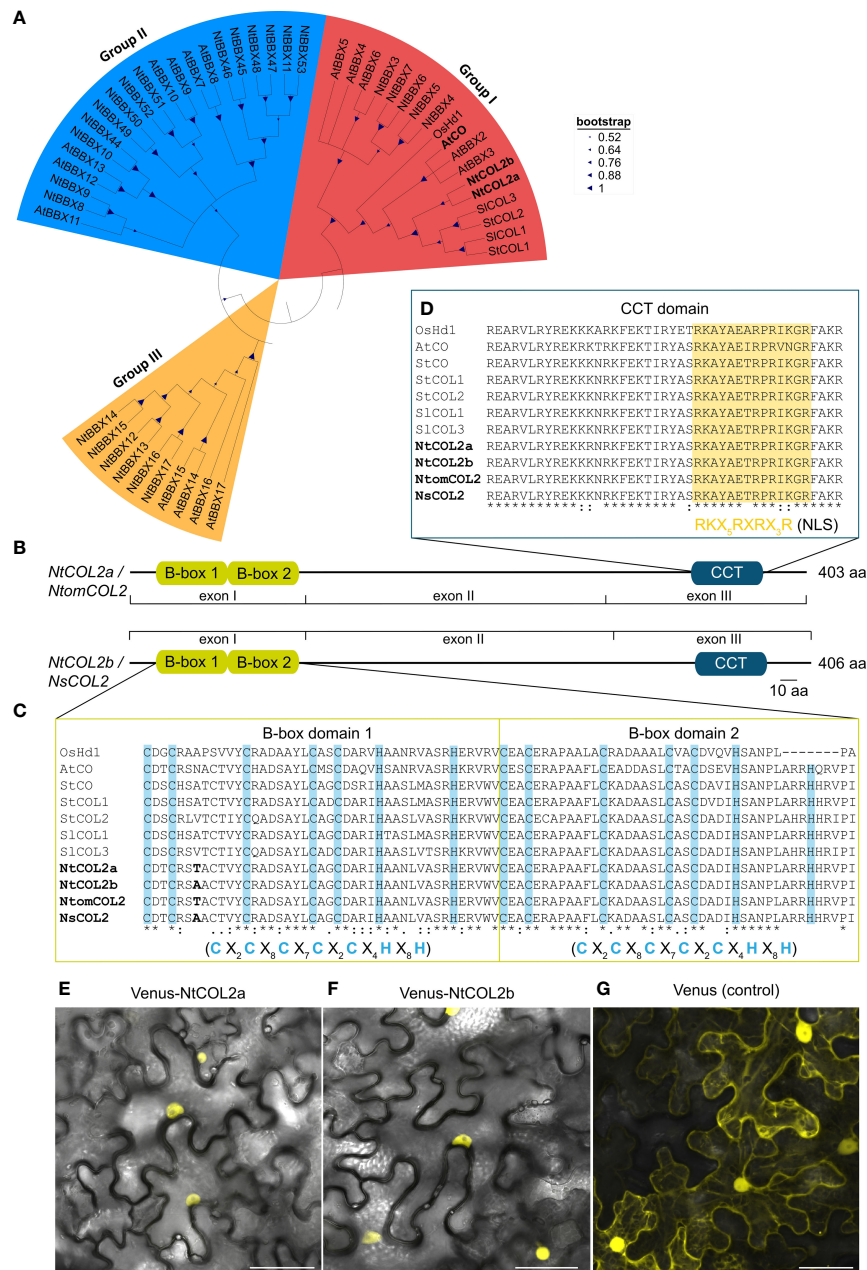 A
Group II
AtBBX11
NtBBX8
NtBBX9
AtBBX12
AtBBX13
NtBBX10
NtBBX44
NtBBX49
NtBBX50
NtBBX52
NtBBX51
AtBBX10
AtBBX9
AtBBX7
AtBBX8
NtBBX46
NtBBX45
NtBBX48
NtBBX47
NtBBX11
NtBBX53
Group I
AtBBX5
AtBBX4
AtBBX6
NtBBX3
NtBBX7
NtBBX6
NtBBX5
NtBBX4
OsHd1
AtCO
AtBBX2
AtBBX3
NtCOL2b
NtCOL2a
SlCOL3
StCOL2
SlCOL1
StCOL1
bootstrap
0.52
0.64
0.76
0.88
1
Group III
NtBBX14
NtBBX15
NtBBX12
NtBBX13
NtBBX16
NtBBX17
AtBBX15
AtBBX14
AtBBX16
AtBBX17
D
CCT domain
OsHd1 REARVLRYREKKKARKFEKTIRYETRKAYAEARPRIKGRFAKR
AtCO REARVLRYREKRKTRKFEKTIRYASRKAYAEIRPRVNGRFAKR
StCO REARVLRYREKKKNRKFEKTIRYASRKAYAETRPRIKGRFAKR
StCOL1 REARVLRYREKKKNRKFEKTIRYASRKAYAETRPRIKGRFAKR
StCOL2 REARVLRYREKKKNRKFEKTIRYASRKAYAETRPRIKGRFAKR
SlCOL1 REARVLRYREKKKNRKFEKTIRYASRKAYAETRPRIKGRFAKR
SlCOL3 REARVLRYREKKKNRKFEKTIRYASRKAYAETRPRIKGRFAKR
NtCOL2a REARVLRYREKKKRNKFEKTIRYASRKAYAETRPRIKGRFAKR
NtCOL2b REARVLRYREKKKNRKFEKTIRYASRKAYAETRPRIKGRFAKR
NtomCOL2 REARVLRYREKKKNRKFEKTIRYASRKAYAETRPRIKGRFAKR
NsCOL2 REARVLRYREKKKNRKFEKTIRYASRKAYAETRPRIKGRFAKR
RKX5RXRX3R (NLS)
B
NtCOL2a / NtomCOL2
B-box 1 B-box 2 CCT 403 aa
exon I exon II exon III
exon I exon II exon III
NtCOL2b / NsCOL2
B-box 1 B-box 2 CCT 406 aa
10 aa
C
B-box domain 1 B-box domain 2
OsHd1 CDGCRAAPSVVYCRADAAYLCASCDARVHAANRVASRHERVRVCEACERAPAALACRADAAALCVACDVQVHSANPL-------PA
AtCO CDTCRSNACTVYCHADSAYLCMSCDAQVHSANRVASRHKRVRVCESCERAPAAFLCEADDASLCTACDSEVHSANPLARRHQRVPI
StCO CDSCHSATCTVYCRADSAYLCAGCDSRIHAASLMASRHERVWVCEACERAPAAFLCKADAASLCASCDAVIHSANPLARRHHRVPI
StCOL1 CDTCHSATCTVYCRADSAYLCADCDARIHAASLMASRHERVWVCEACERAPAAFLCKADAASLCASCDVDIHSANPLARRHHRIPI
StCOL2 CDSCRLVTCTIYCQADSAYLCAGCDARIHAASLMASRHERVWVCESCECAPAAFLCKADAASLCASCDADIHSANPLARRHHRVPI
SlCOL1 CDSCHSATCTVYCRADSAYLCAGCDARIHTASLMASRHERVWVCEACERAPAAFLCKADAASLCASCDADIHSANPLARRHHRVPI
SlCOL3 CDTCRSVTCTIYCQADSAYLCAGCDARIHAASLVTSRHERVWVCEACERAPAAFLCKADAASLCASCDADIHSANPLARRHHRVPI
NtCOL2a CDTCRSTACTVYCRADSAYLCAGCDARIHAANLVASRHERVWVCEACERAPAAFLCKADAASLCASCDADIHSANPLARRHHRVPI
NtCOL2b CDTCRSAACTVYCRADSAYLCAGCDARIHAANLVASRHERVWVCEACERAPAAFLCKADAASLCASCDADIHSANPLARRHHRVPI
NtomCOL2 CDTCRSTACTVYCRADSAYLCAGCDARIHAANLVASRHERVWVCEACERAPAAFLCKADAASLCASCDADIHSANPLARRHHRVPI
NsCOL2 CDTCRSAACTVYCRADSAYLCAGCDARIHAANLVASRHERVWVCEACERAPAAFLCKADAASLCASCDADIHSANPLARRHHRVPI
(C X2 C X8 C X7 C X2 C X4 H X8 H) (C X2 C X8 C X7 C X2 C X4 H X8 H)
E Venus-NtCOL2a
F Venus-NtCOL2b
G Venus (control)